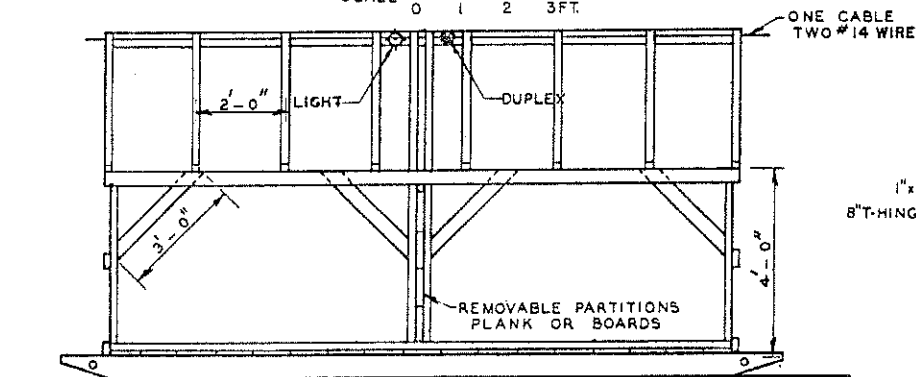 SCALE 0 1 2 3FT.
ONE CABLE
TWO #14 WIRE
2'-0"
LIGHT
DUPLEX
1"x
8"T-HING
3'-0"
4'-0"
REMOVABLE PARTITIONS
PLANK OR BOARDS